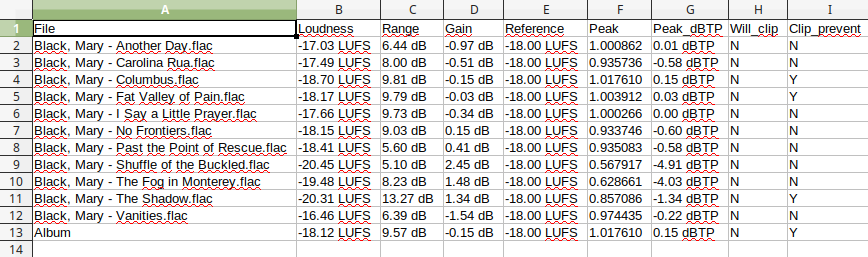 A B C D E F G H I
1 File Loudness Range Gain Reference Peak Peak_dBTP Will_clip Clip_prevent
2 Black, Mary - Another Day.flac -17.03 LUFS 6.44 dB -0.97 dB -18.00 LUFS 1.000862 0.01 dBTP N N
3 Black, Mary - Carolina Rua.flac -17.49 LUFS 8.00 dB -0.51 dB -18.00 LUFS 0.935736 -0.58 dBTP N N
4 Black, Mary - Columbus.flac -18.70 LUFS 9.81 dB -0.15 dB -18.00 LUFS 1.017610 0.15 dBTP N Y
5 Black, Mary - Fat Valley of Pain.flac -18.17 LUFS 9.79 dB -0.03 dB -18.00 LUFS 1.003912 0.03 dBTP N Y
6 Black, Mary - I Say a Little Prayer.flac -17.66 LUFS 9.73 dB -0.34 dB -18.00 LUFS 1.000266 0.00 dBTP N N
7 Black, Mary - No Frontiers.flac -18.15 LUFS 9.03 dB 0.15 dB -18.00 LUFS 0.933746 -0.60 dBTP N N
8 Black, Mary - Past the Point of Rescue.flac -18.41 LUFS 5.60 dB 0.41 dB -18.00 LUFS 0.935083 -0.58 dBTP N N
9 Black, Mary - Shuffle of the Buckled.flac -20.45 LUFS 5.10 dB 2.45 dB -18.00 LUFS 0.567917 -4.91 dBTP N N
10 Black, Mary - The Fog in Monterey.flac -19.48 LUFS 8.23 dB 1.48 dB -18.00 LUFS 0.628661 -4.03 dBTP N N
11 Black, Mary - The Shadow.flac -20.31 LUFS 13.27 dB 1.34 dB -18.00 LUFS 0.857086 -1.34 dBTP N Y
12 Black, Mary - Vanities.flac -16.46 LUFS 6.39 dB -1.54 dB -18.00 LUFS 0.974435 -0.22 dBTP N N
13 Album -18.12 LUFS 9.57 dB -0.15 dB -18.00 LUFS 1.017610 0.15 dBTP N Y
14